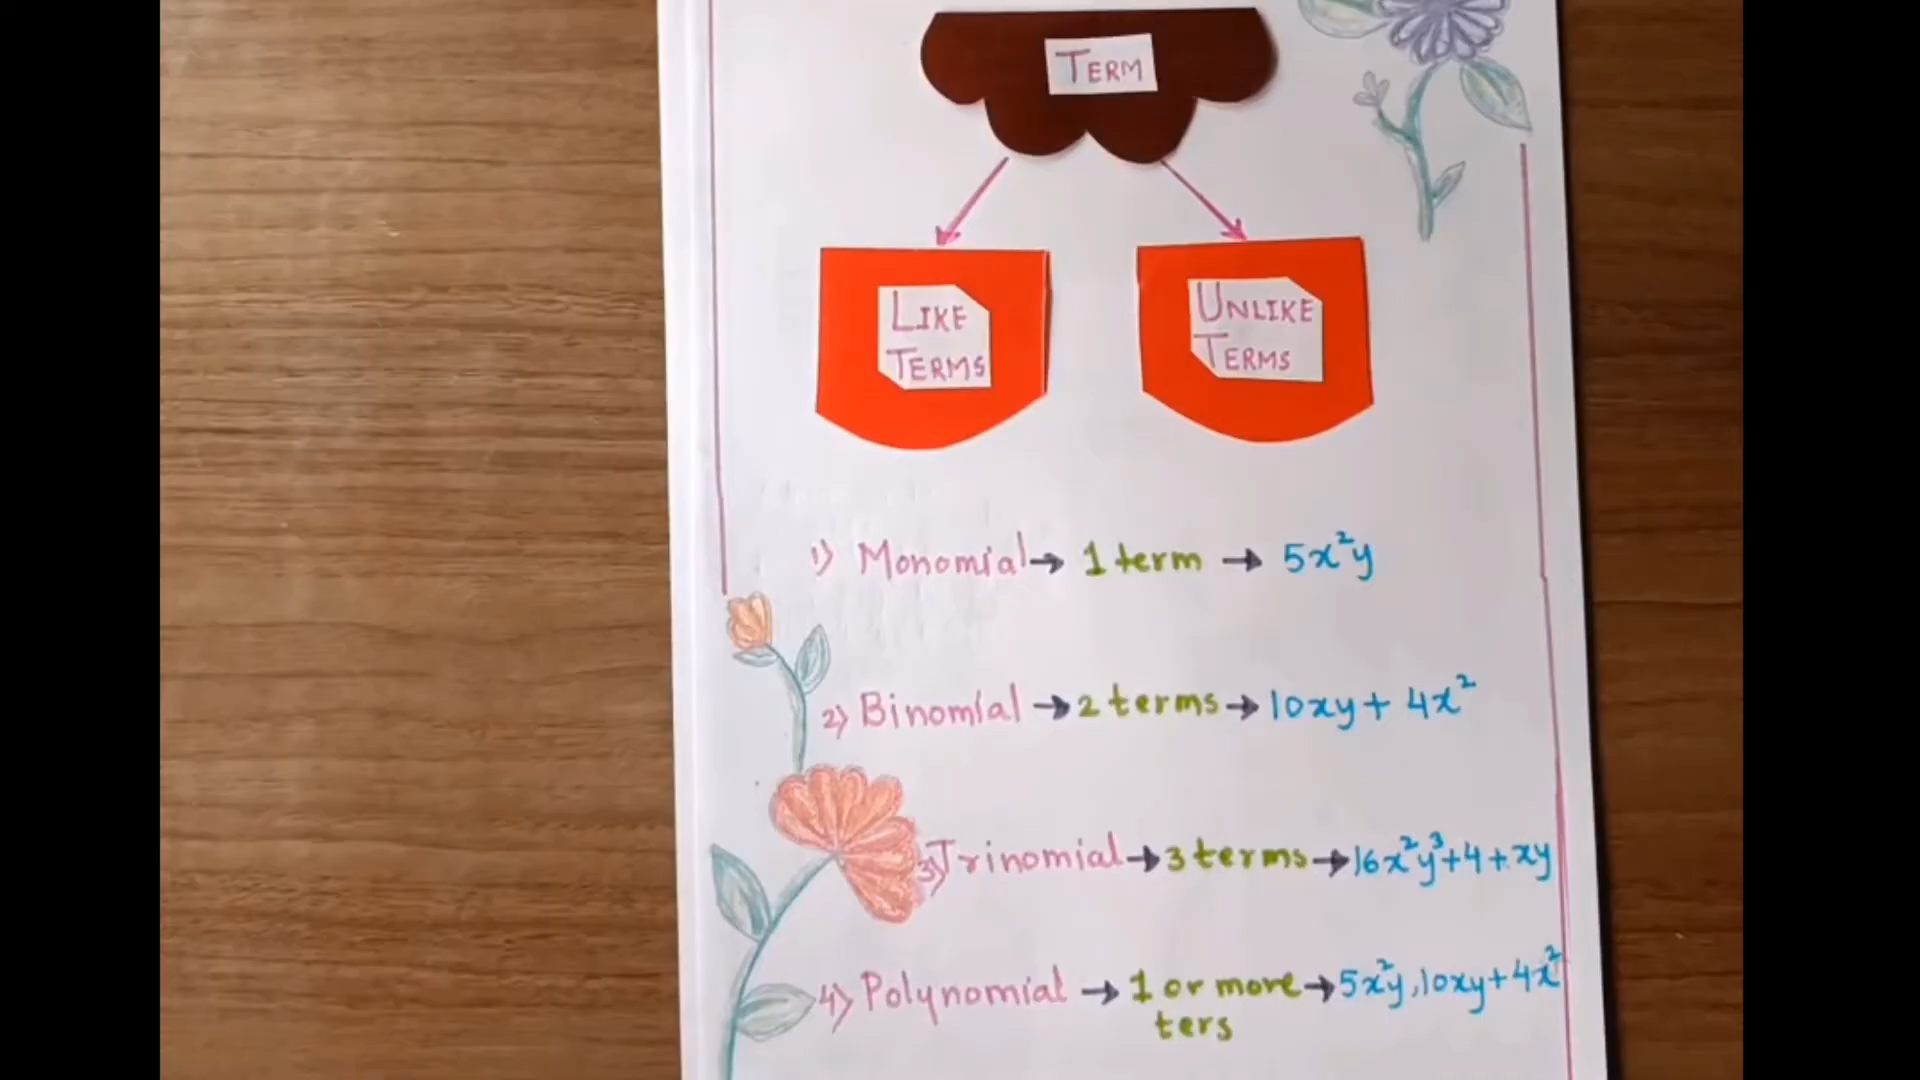 TERM
LIKE
TERMS
UNLIKE
TERMS
1) Monomial → 1 term → 5x²y
2) Binomial → 2 terms → 10xy + 4x²
3) Trinomial → 3 terms → 16x²y³+4+xy
4) Polynomial → 1 or more → 5x²y, 10xy+4x²
ters